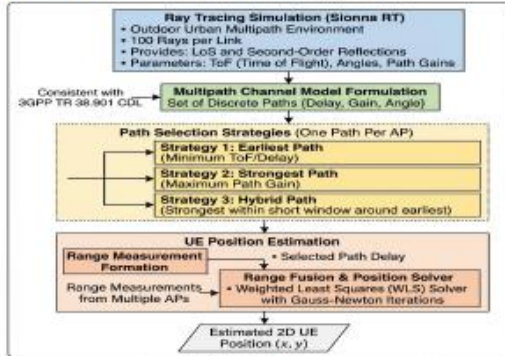 Ray Tracing Simulation (Sionna RT)
• Outdoor Urban Multipath Environment
• 100 Rays per Link
• Provides: LoS and Second-Order Reflections
• Parameters: ToF (Time of Flight), Angles, Path Gains
Consistent with
3GPP TR 38.901 CDL
Multipath Channel Model Formulation
Set of Discrete Paths (Delay, Gain, Angle)
Path Selection Strategies (One Path Per AP)
Strategy 1: Earliest Path
(Minimum ToF/Delay)
Strategy 2: Strongest Path
(Maximum Path Gain)
Strategy 3: Hybrid Path
(Strongest within short window around earliest)
UE Position Estimation
Range Measurement
Formation
• Selected Path Delay
Range Measurements
from Multiple APs
Range Fusion & Position Solver
• Weighted Least Squares (WLS) Solver
with Gauss-Newton Iterations
Estimated 2D UE
Position (x, y)